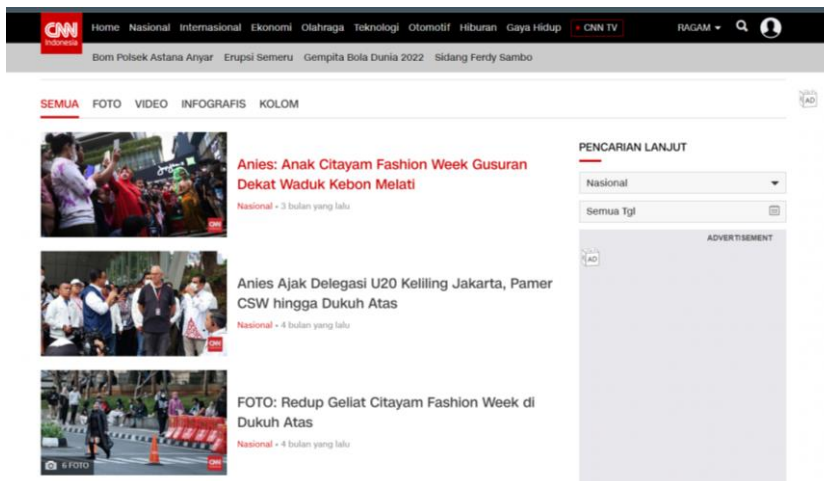 CNN
Indonesia
Home Nasional Internasional Ekonomi Olahraga Teknologi Otomotif Hiburan Gaya Hidup CNN TV RAGAM
Bom Polsek Astana Anyar Erupsi Semeru Gempita Bola Dunia 2022 Sidang Ferdy Sambo
SEMUA FOTO VIDEO INFOGRAFIS KOLOM
AD
Anies: Anak Citayam Fashion Week Gusuran
Dekat Waduk Kebon Melati
Nasional • 3 bulan yang lalu
CNN
PENCARIAN LANJUT
Nasional
Semua Tgl
ADVERTISEMENT
AD
Anies Ajak Delegasi U20 Keliling Jakarta, Pamer
CSW hingga Dukuh Atas
Nasional • 4 bulan yang lalu
CNN
FOTO: Redup Geliat Citayam Fashion Week di
Dukuh Atas
Nasional • 4 bulan yang lalu
6 FOTO
CNN